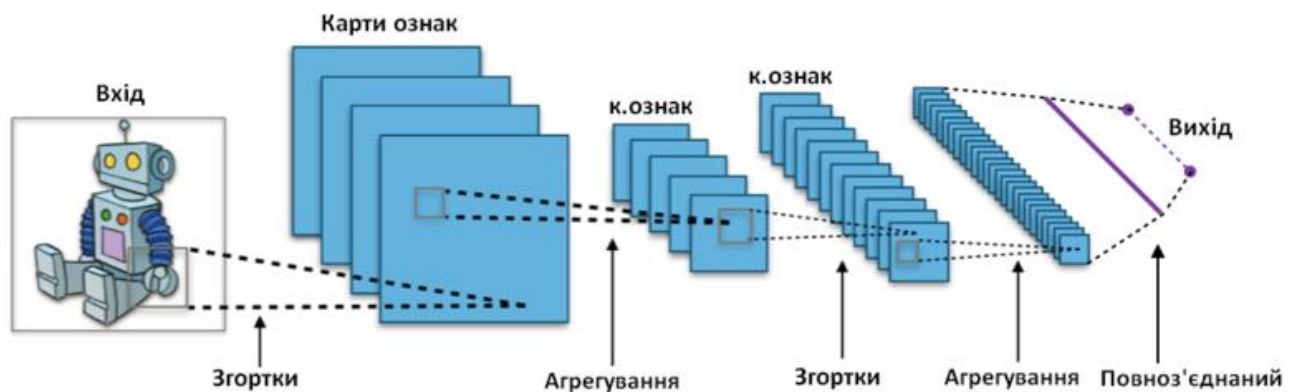 Карти ознак
Вхід
к.ознак
к.ознак
Вихід
Згортки
Агрегування
Згортки
Агрегування
Повноз'єднаний